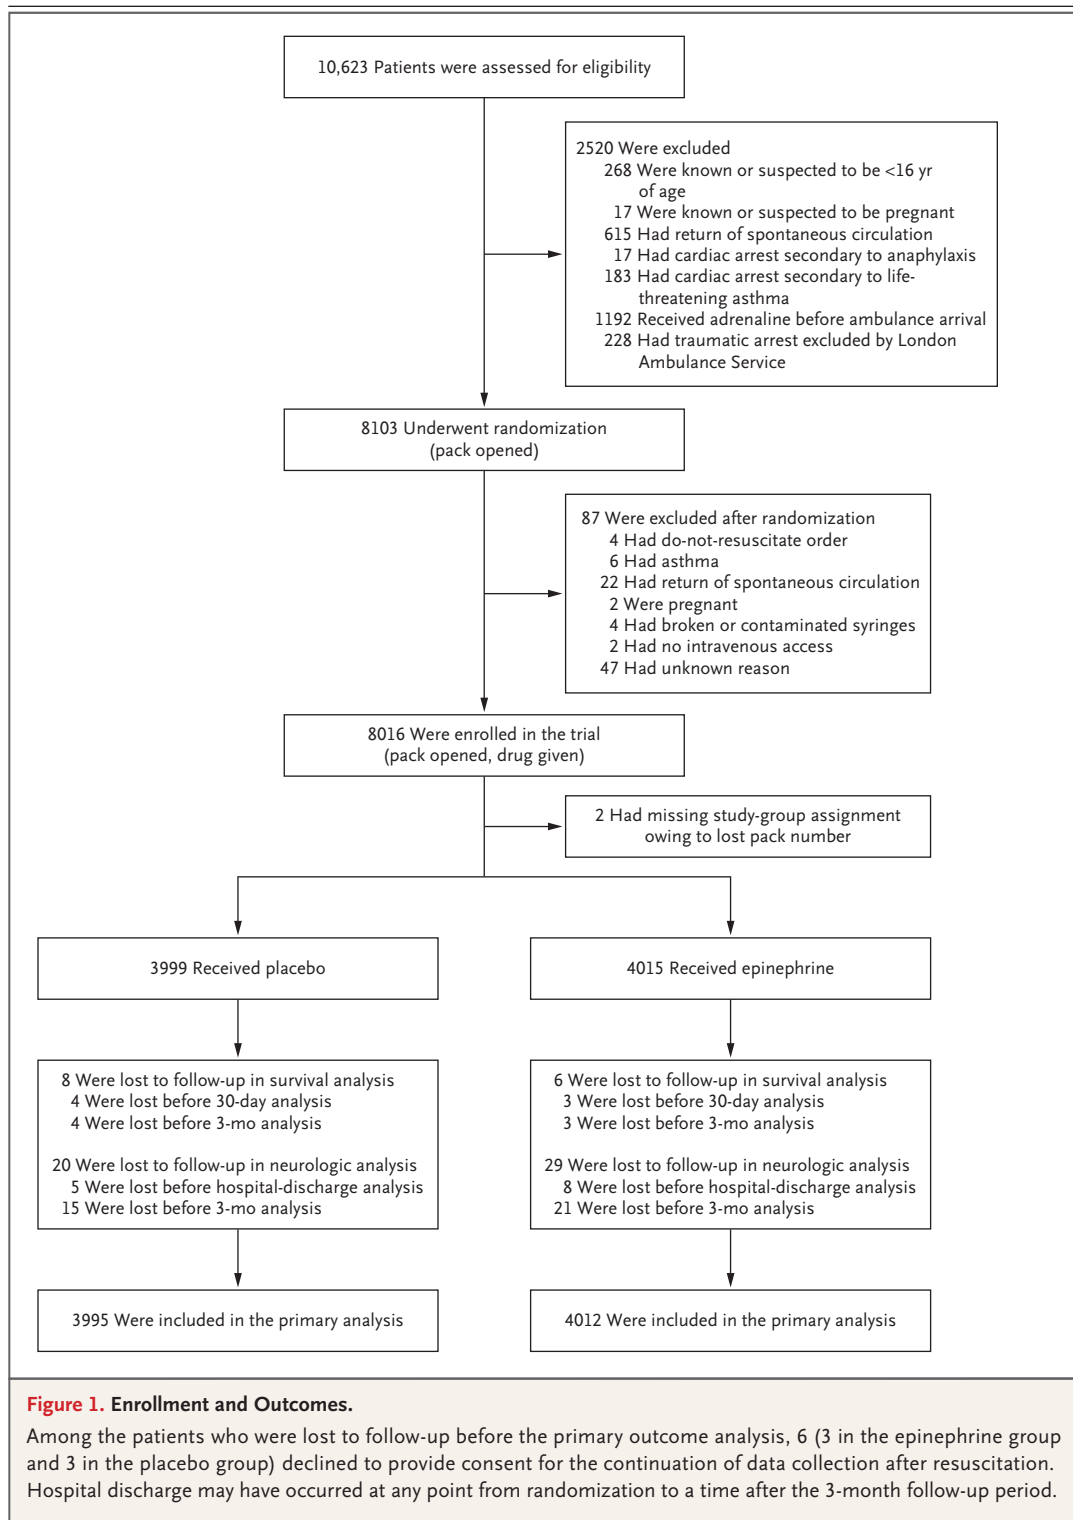 10,623 Patients were assessed for eligibility
2520 Were excluded
268 Were known or suspected to be <16 yr
of age
17 Were known or suspected to be pregnant
615 Had return of spontaneous circulation
17 Had cardiac arrest secondary to anaphylaxis
183 Had cardiac arrest secondary to life-
threatening asthma
1192 Received adrenaline before ambulance arrival
228 Had traumatic arrest excluded by London
Ambulance Service
8103 Underwent randomization
(pack opened)
87 Were excluded after randomization
4 Had do-not-resuscitate order
6 Had asthma
22 Had return of spontaneous circulation
2 Were pregnant
4 Had broken or contaminated syringes
2 Had no intravenous access
47 Had unknown reason
8016 Were enrolled in the trial
(pack opened, drug given)
2 Had missing study-group assignment
owing to lost pack number
3999 Received placebo
4015 Received epinephrine
8 Were lost to follow-up in survival analysis
4 Were lost before 30-day analysis
4 Were lost before 3-mo analysis
20 Were lost to follow-up in neurologic analysis
5 Were lost before hospital-discharge analysis
15 Were lost before 3-mo analysis
6 Were lost to follow-up in survival analysis
3 Were lost before 30-day analysis
3 Were lost before 3-mo analysis
29 Were lost to follow-up in neurologic analysis
8 Were lost before hospital-discharge analysis
21 Were lost before 3-mo analysis
3995 Were included in the primary analysis
4012 Were included in the primary analysis
Figure 1. Enrollment and Outcomes.
Among the patients who were lost to follow-up before the primary outcome analysis, 6 (3 in the epinephrine group
and 3 in the placebo group) declined to provide consent for the continuation of data collection after resuscitation.
Hospital discharge may have occurred at any point from randomization to a time after the 3-month follow-up period.